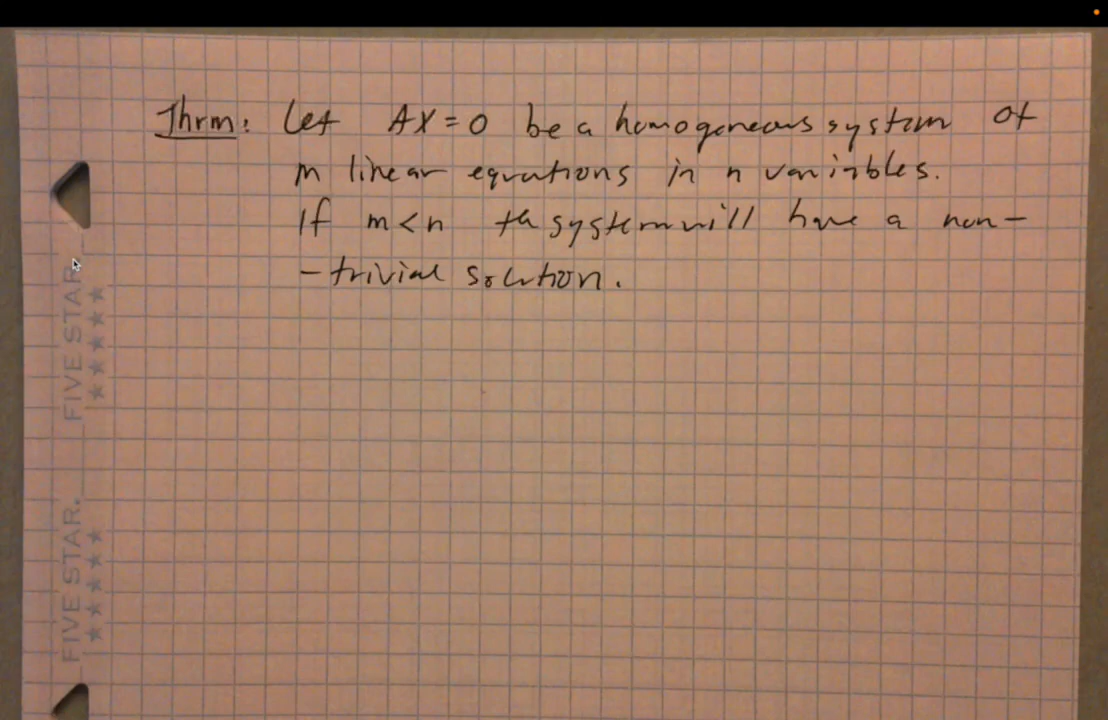 Thrm: Let AX=0 be a homogeneous system of
m linear equations in n variables.
If m<n th system will have a non-
-trivial solution.
FIVE STAR.
★★★★★
FIVE STAR.
★★★★★